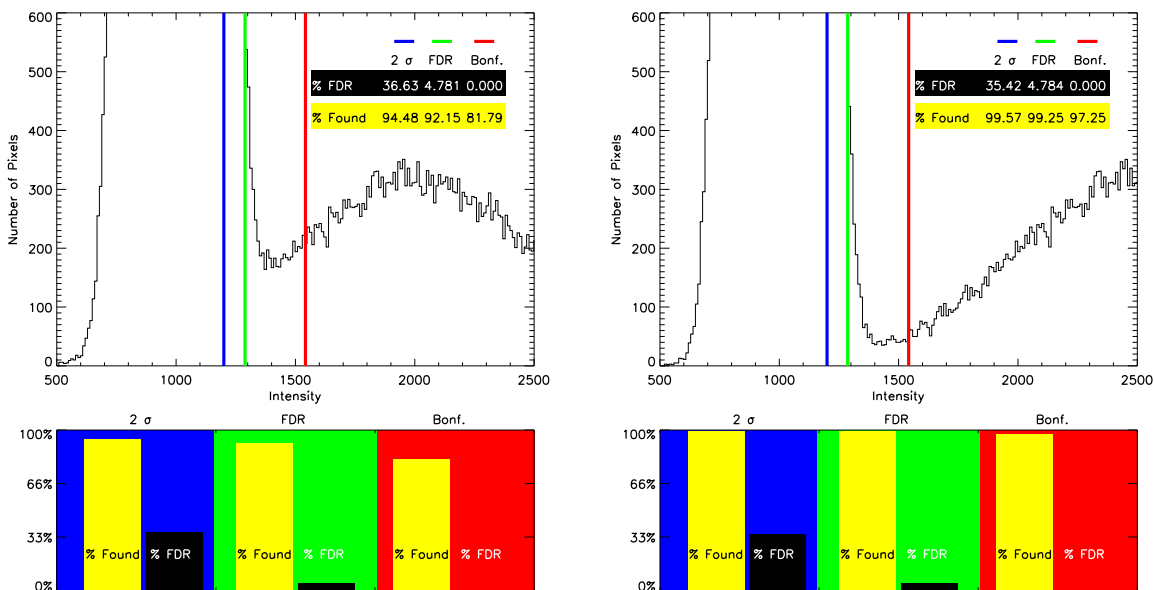 600
500
400
300
200
100
0
Number of Pixels
2 σ FDR Bonf.
% FDR 36.63 4.781 0.000
% Found 94.48 92.15 81.79
500 1000 1500 2000 2500
Intensity
2 σ FDR Bonf.
100%
66%
33%
0%
% Found % FDR % Found % FDR % Found % FDR
600
500
400
300
200
100
0
Number of Pixels
2 σ FDR Bonf.
% FDR 35.42 4.784 0.000
% Found 99.57 99.25 97.25
500 1000 1500 2000 2500
Intensity
2 σ FDR Bonf.
100%
66%
33%
0%
% Found % FDR % Found % FDR % Found % FDR